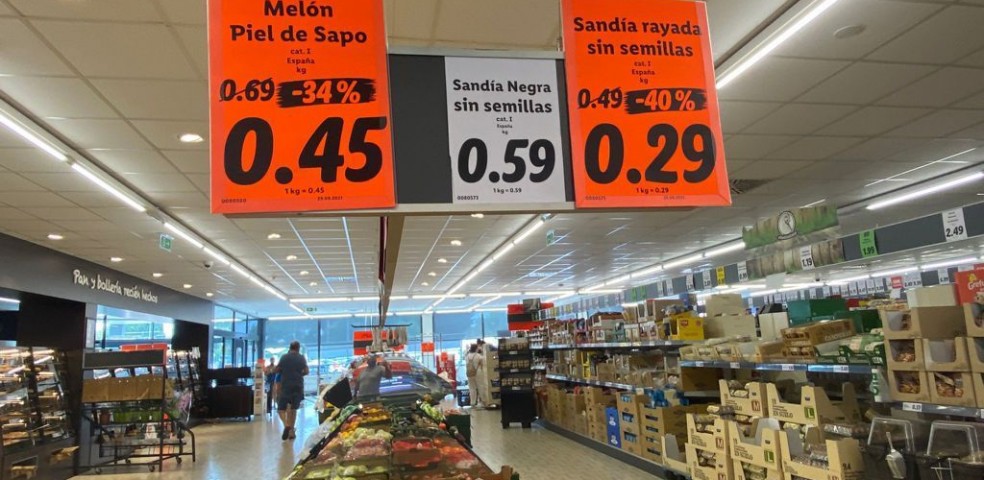 Melón
Piel de Sapo
cat. I
España
kg
0.69 -34%
0.45
1 kg = 0.45
Sandía Negra
sin semillas
cat. I
España
kg
0.59
1 kg = 0.59
Sandía rayada
sin semillas
cat. I
España
kg
0.49 -40%
0.29
1 kg = 0.29
Pan y bollería recién hechos
2.49
1.19